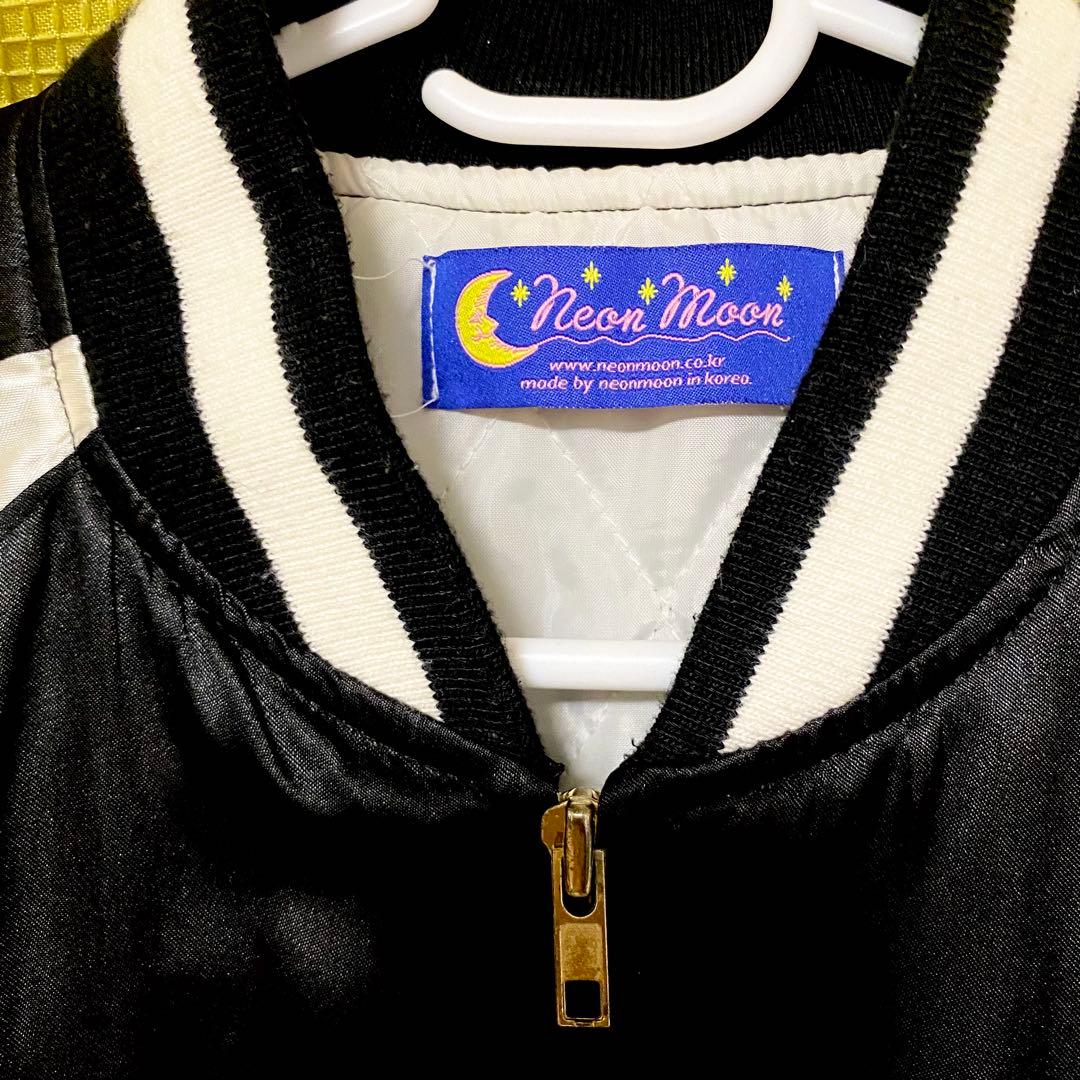 Neon Moon
www.neonmoon.co.kr
made by neonmoon in korea.